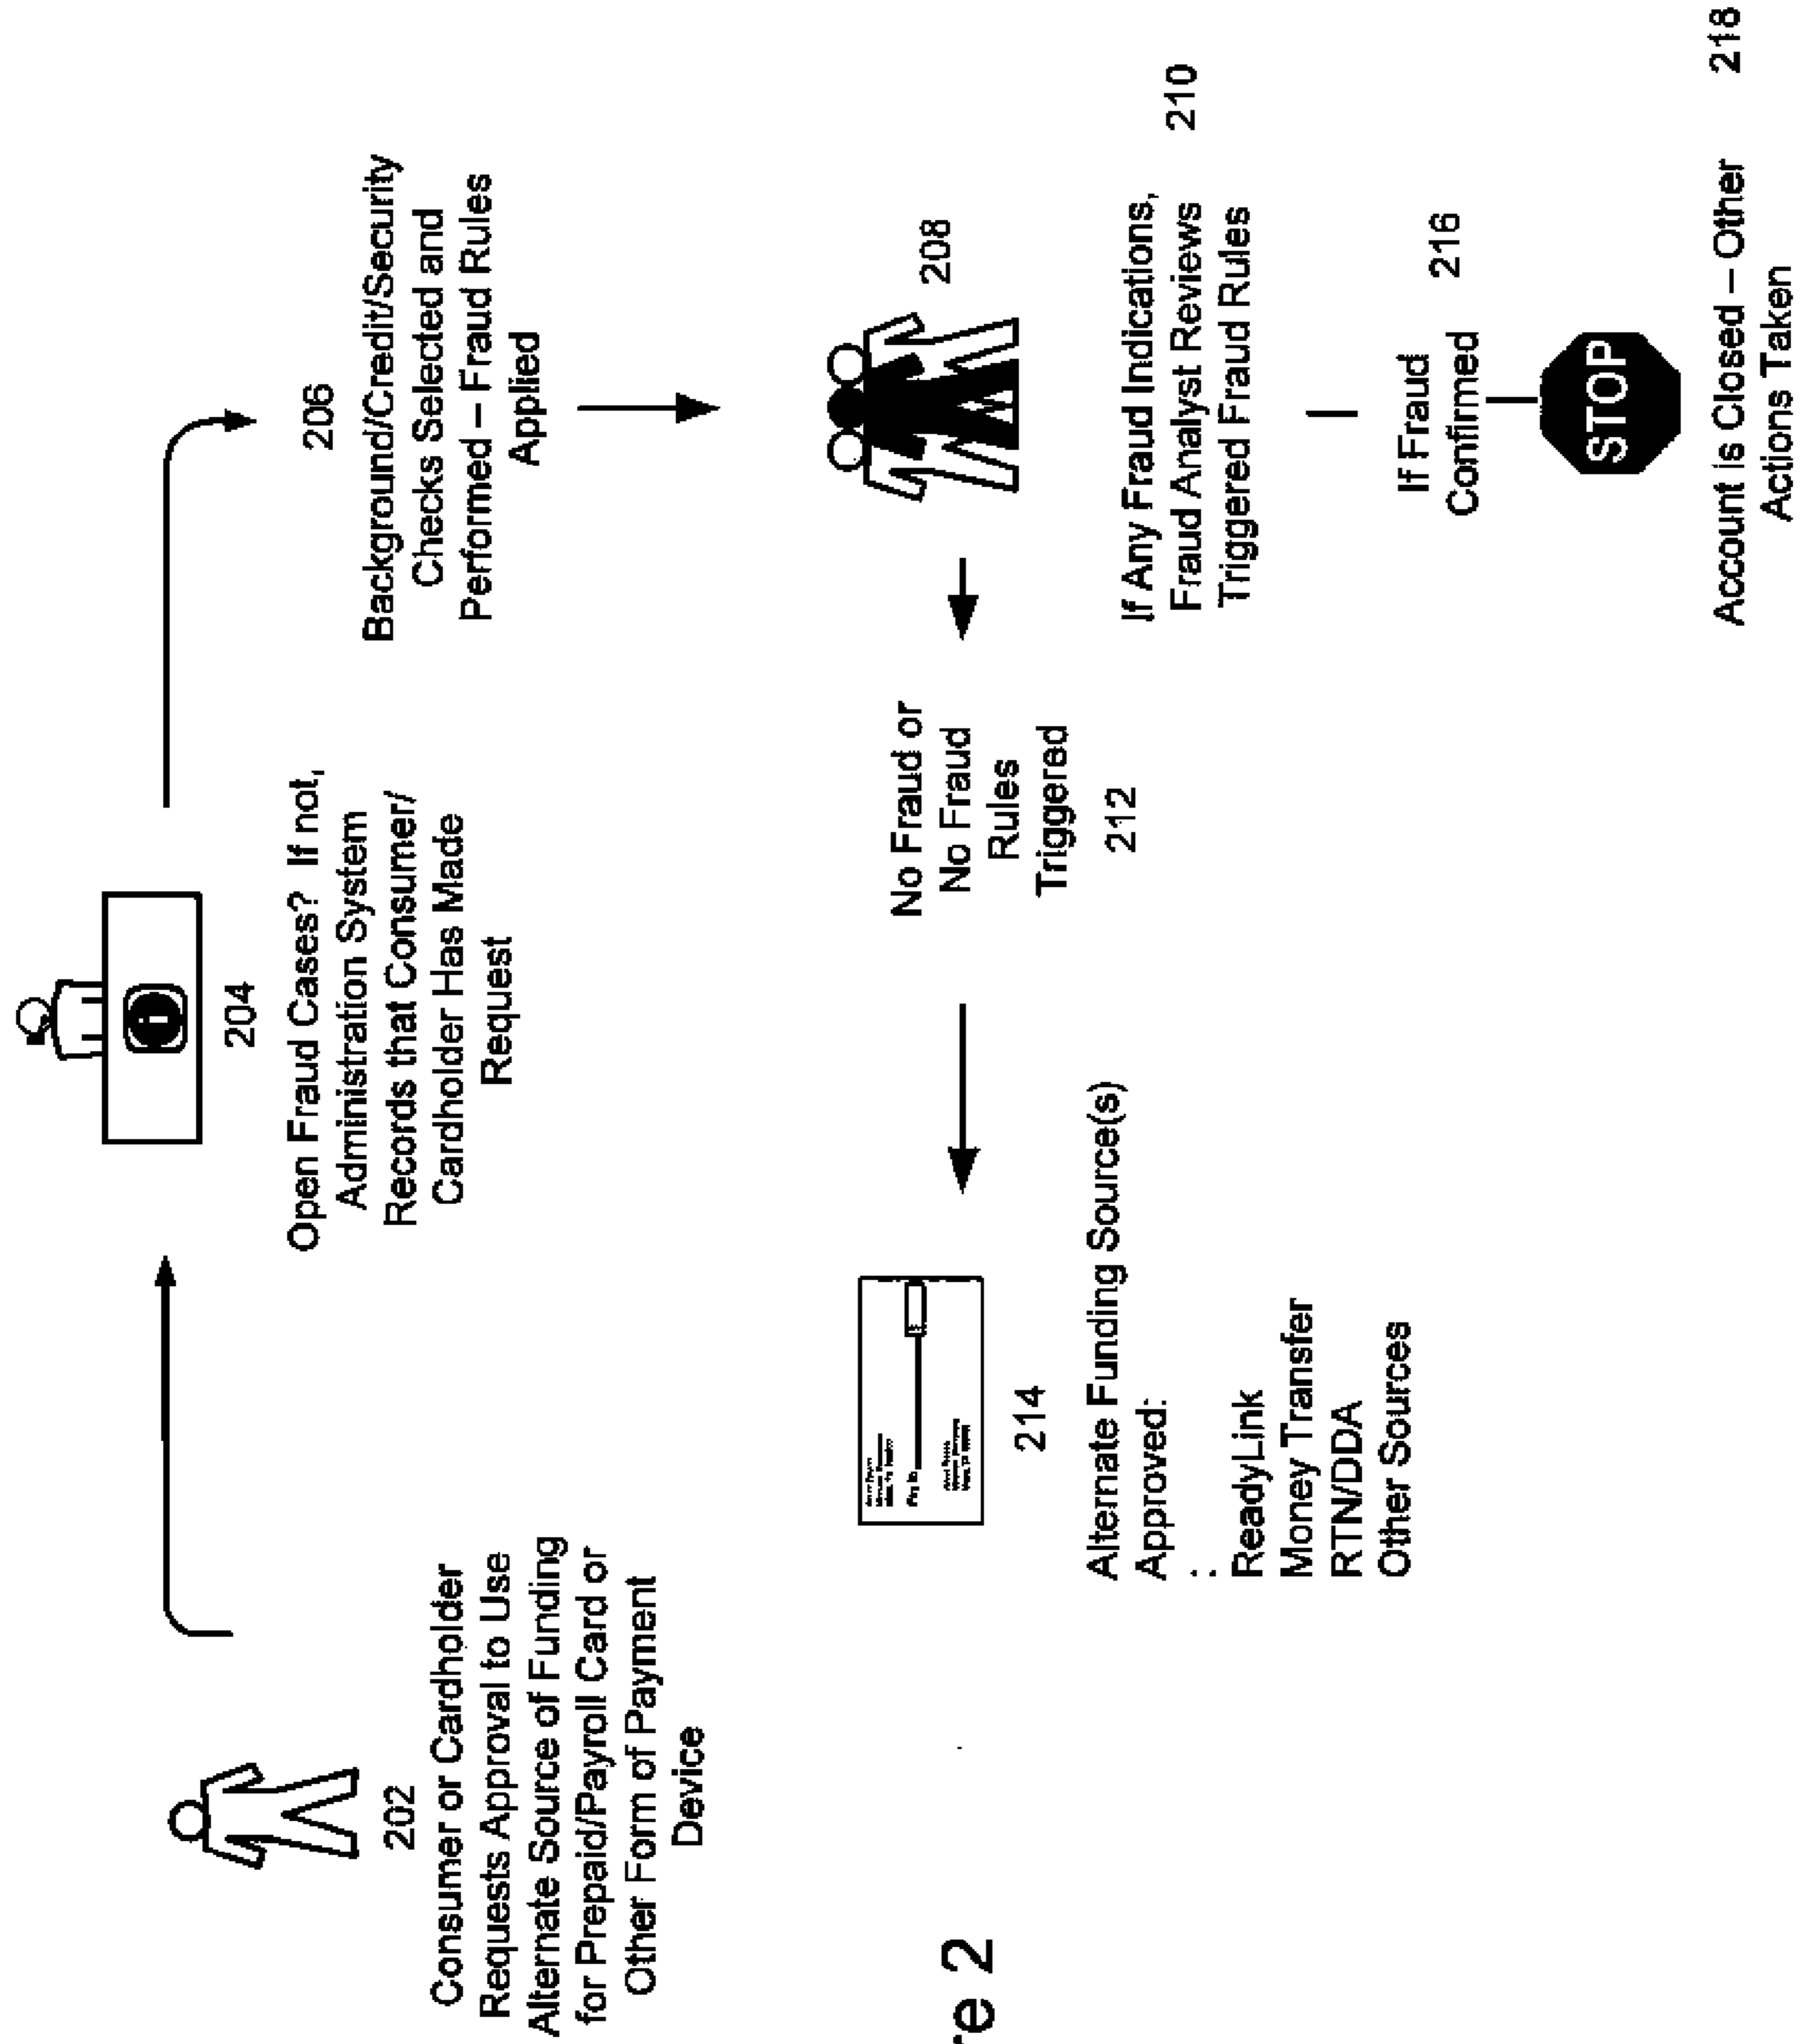 202
Consumer or Cardholder
Requests Approval to Use
Alternate Source of Funding
for Prepaid/Payroll Card or
Other Form of Payment
Device
204
Open Fraud Cases? If not,
Administration System
Records that Consumer/
Cardholder Has Made
Request
206
Background/Credit/Security
Checks Selected and
Performed – Fraud Rules
Applied
208
If Any Fraud Indications,
Fraud Analyst Reviews
Triggered Fraud Rules
210
No Fraud or
No Fraud
Rules
Triggered
212
214
Alternate Funding Source(s)
Approved:
:
ReadyLink
Money Transfer
RTN/DDA
Other Sources
If Fraud
Confirmed
216
STOP
Account is Closed – Other
Actions Taken
218
re 2